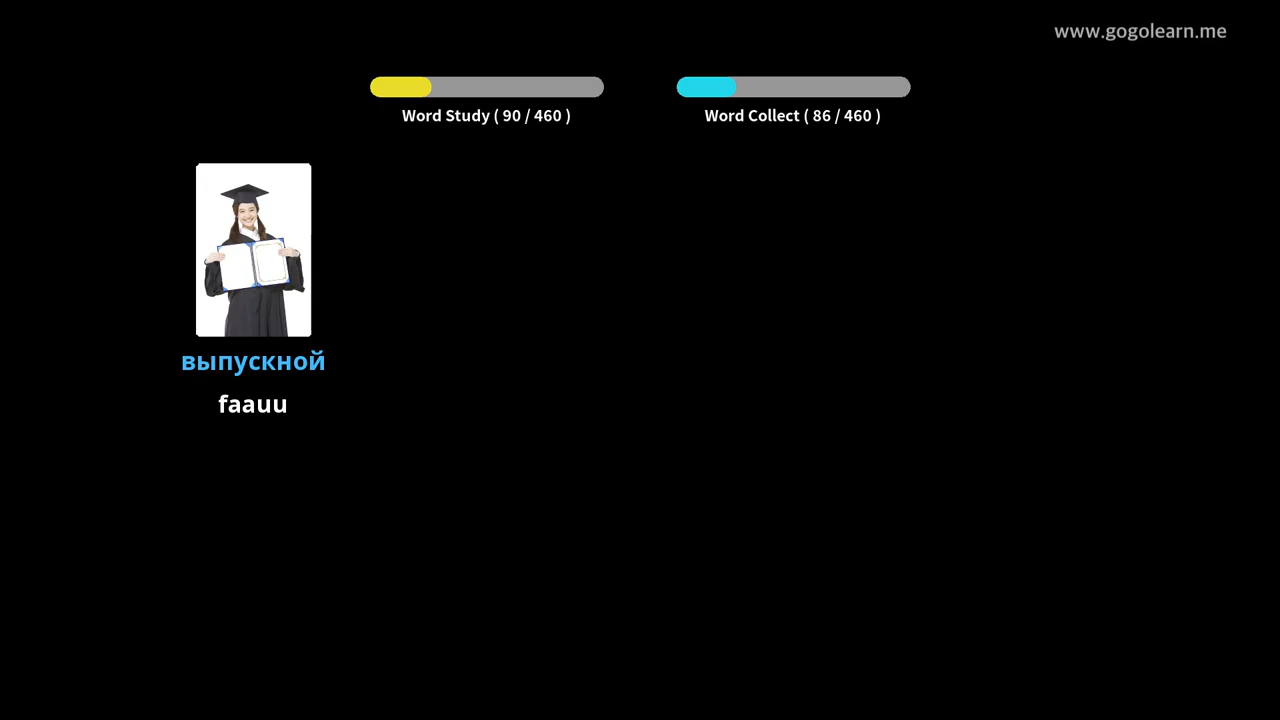 www.gogolearn.me
Word Study ( 90 / 460 )
Word Collect ( 86 / 460 )
выпускной
faauu